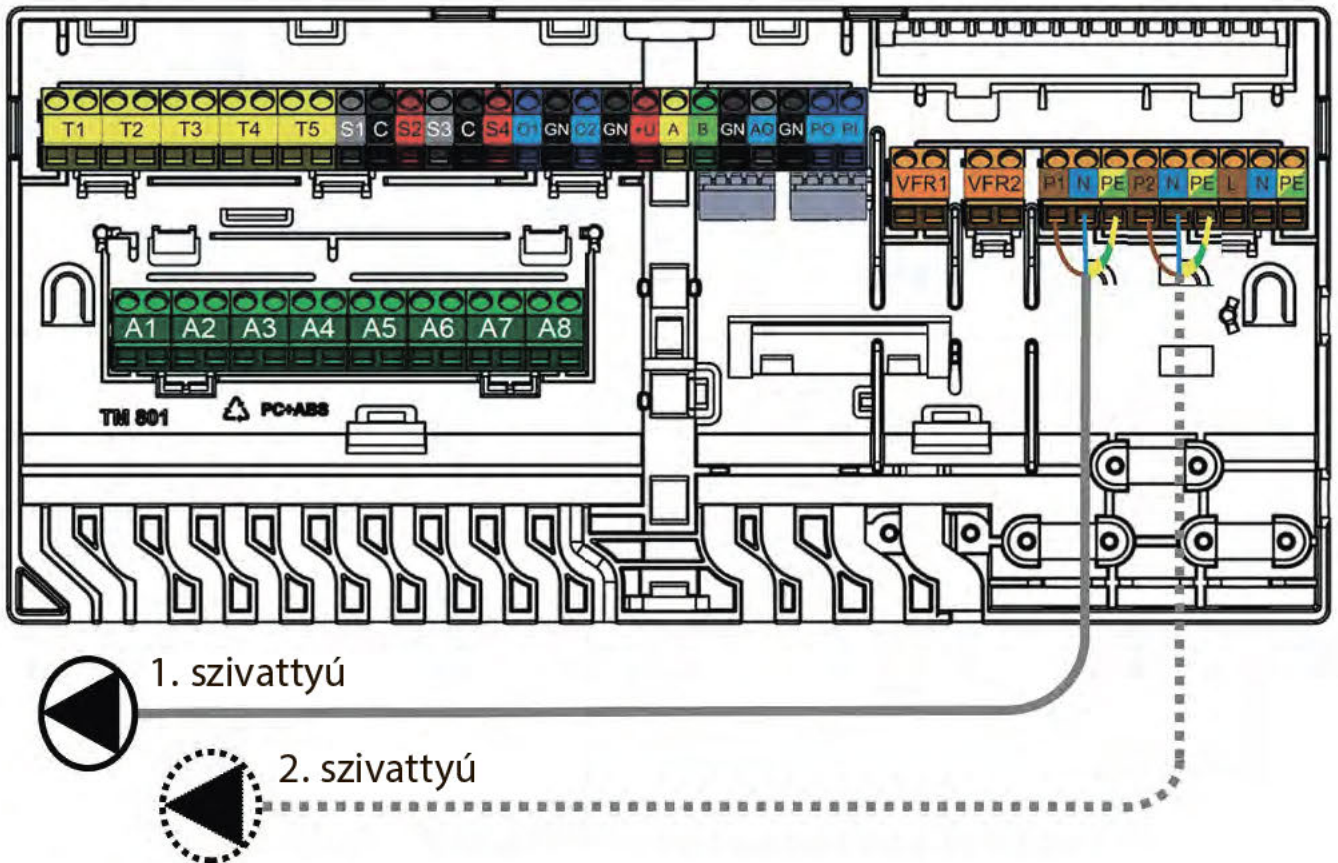 T1 T2 T3 T4 T5 S1 C S2 S3 C S4 O1 GN O2 GN +U A B GN AO GN PO PI
VFR1 VFR2 P1 N PE P2 N PE L N PE
A1 A2 A3 A4 A5 A6 A7 A8
TM 801 PC+ABS
1. szivattyú
2. szivattyú